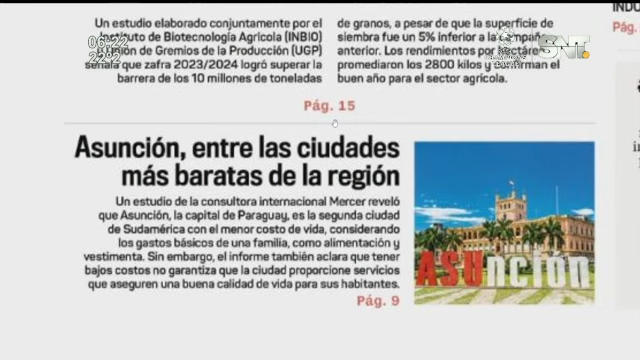 Un estudio elaborado conjuntamente por el
Instituto de Biotecnología Agrícola (INBIO)
Unión de Gremios de la Producción (UGP)
señala que zafra 2023/2024 logró superar la
barrera de los 10 millones de toneladas
de granos, a pesar de que la superficie de
siembra fue un 5% inferior a la campaña
anterior. Los rendimientos por hectárea
promediaron los 2800 kilos y confirman el
buen año para el sector agrícola.
Pág. 15
06:22
22°2
SNT
Pág.
Asunción, entre las ciudades
más baratas de la región
Un estudio de la consultora internacional Mercer reveló
que Asunción, la capital de Paraguay, es la segunda ciudad
de Sudamérica con el menor costo de vida, considerando
los gastos básicos de una familia, como alimentación y
vestimenta. Sin embargo, el informe también aclara que tener
bajos costos no garantiza que la ciudad proporcione servicios
que aseguren una buena calidad de vida para sus habitantes.
Pág. 9
ASUnción